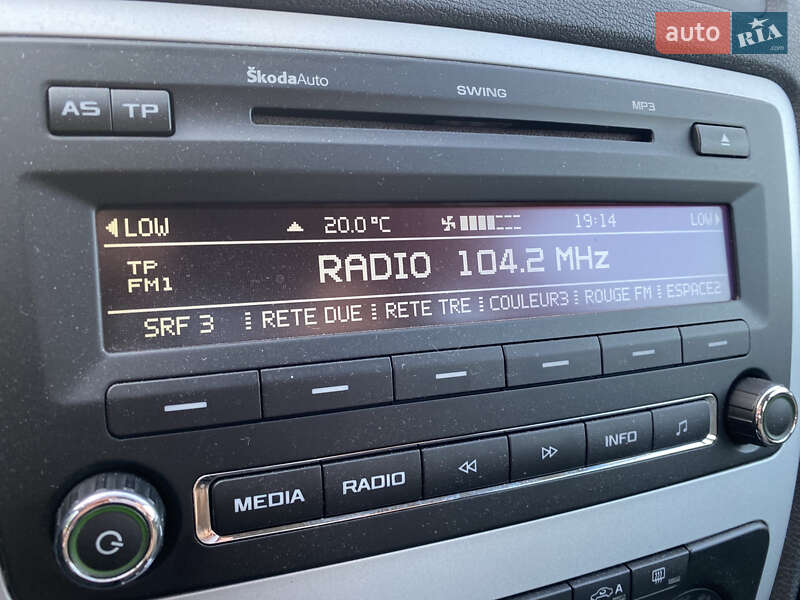 auto RIA .com
ŠkodaAuto SWING MP3
AS TP
LOW 20.0°C 19:14 LOW
TP
FM1
RADIO 104.2 MHz
SRF 3 RETE DUE RETE TRE COULEUR3 ROUGE FM ESPACE2
MEDIA RADIO INFO
A